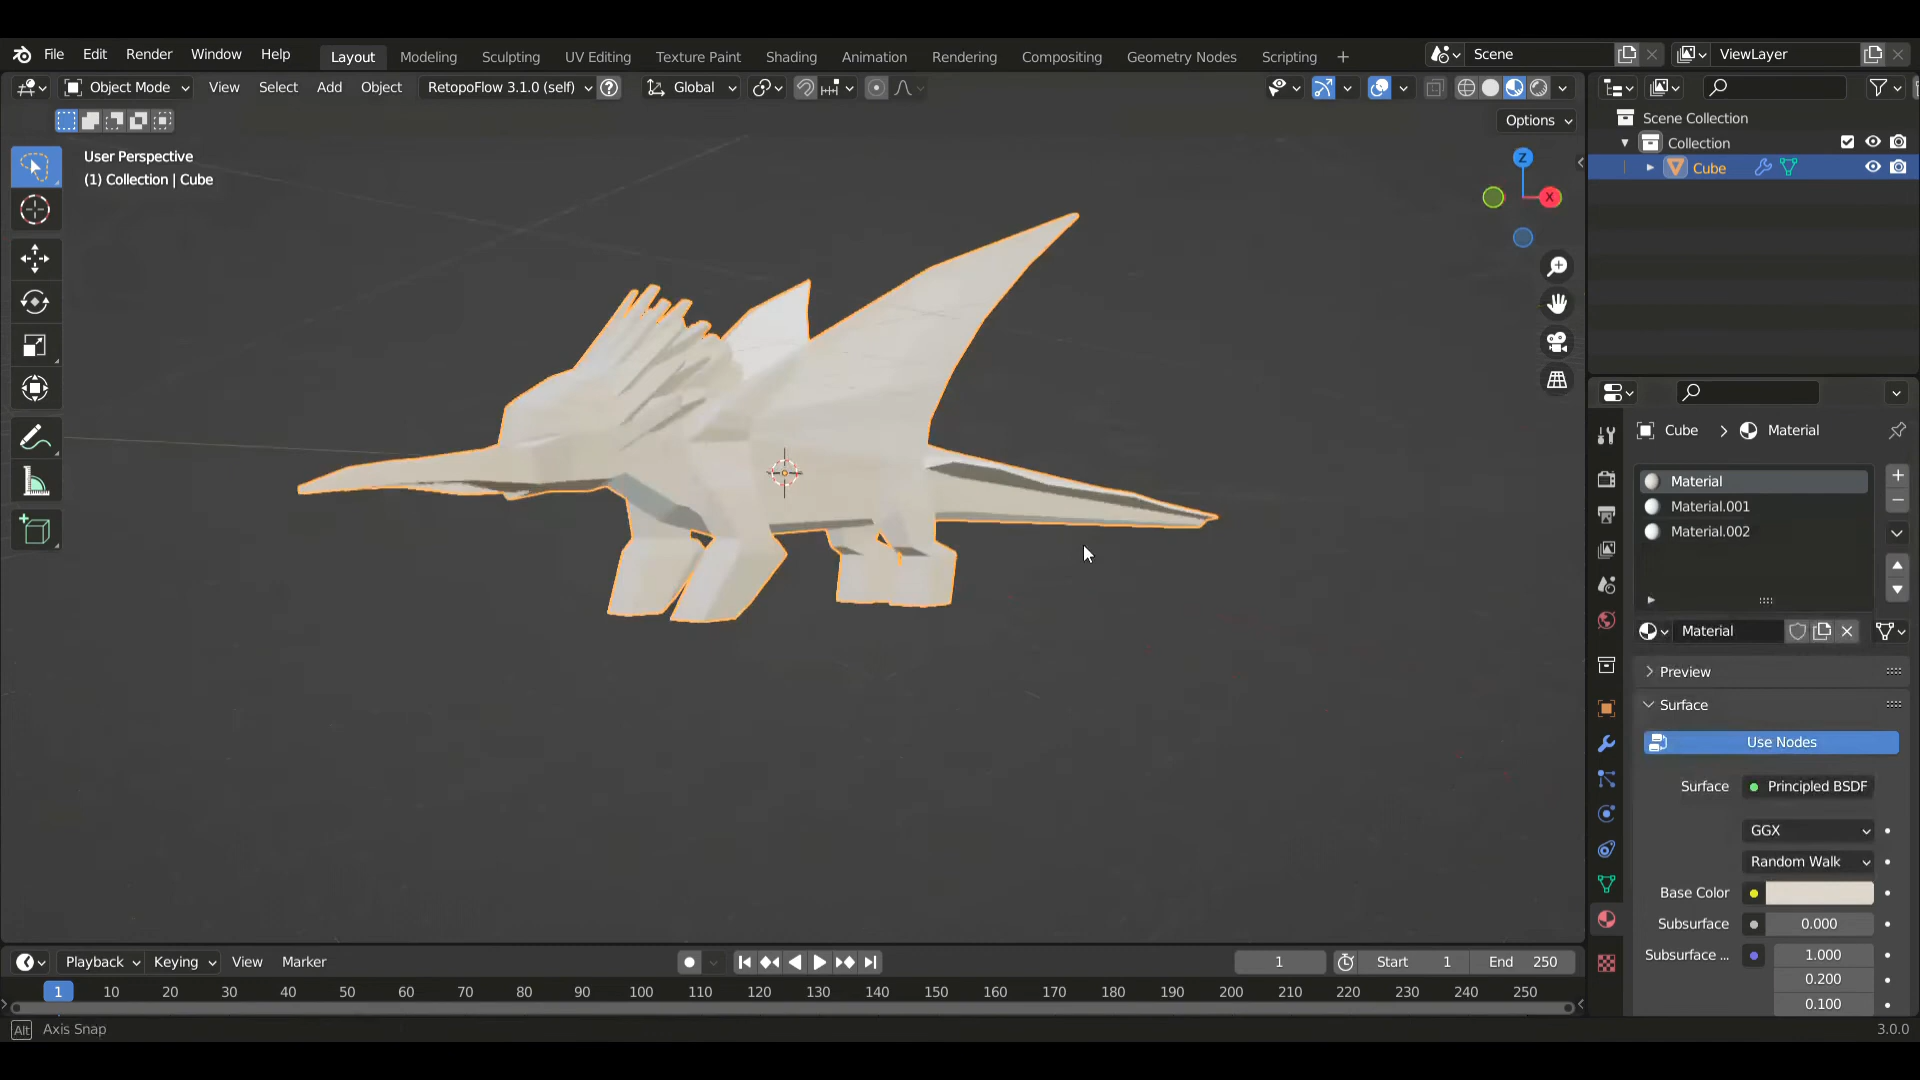 File Edit Render Window Help Layout Modeling Sculpting UV Editing Texture Paint Shading Animation Rendering Compositing Geometry Nodes Scripting + Scene ViewLayer
Object Mode View Select Add Object RetopoFlow 3.1.0 (self) ? Global
Options
User Perspective
(1) Collection | Cube
Z
X
Scene Collection
Collection
Cube
Cube > Material
Material
Material.001
Material.002
Material
Preview
Surface
Use Nodes
Surface Principled BSDF
GGX
Random Walk
Base Color
Subsurface 0.000
Subsurface ... 1.000
0.200
0.100
Playback Keying View Marker 1 Start 1 End 250
1 10 20 30 40 50 60 70 80 90 100 110 120 130 140 150 160 170 180 190 200 210 220 230 240 250
Alt Axis Snap 3.0.0